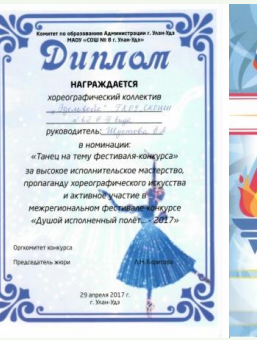 Комитет по образованию Администрации г. Улан-Удэ
МАОУ «СОШ № 8 г. Улан-Удэ»
Диплом
НАГРАЖДАЕТСЯ
хореографический коллектив
руководитель:
в номинации:
«Танец на тему фестиваля-конкурса»
за высокое исполнительское мастерство,
пропаганду хореографического искусства
и активное участие в
межрегиональном фестивале-конкурсе
«Душой исполненный полёт... - 2017»
Оргкомитет конкурса
Председатель жюри
29 апреля 2017 г.
г. Улан-Удэ